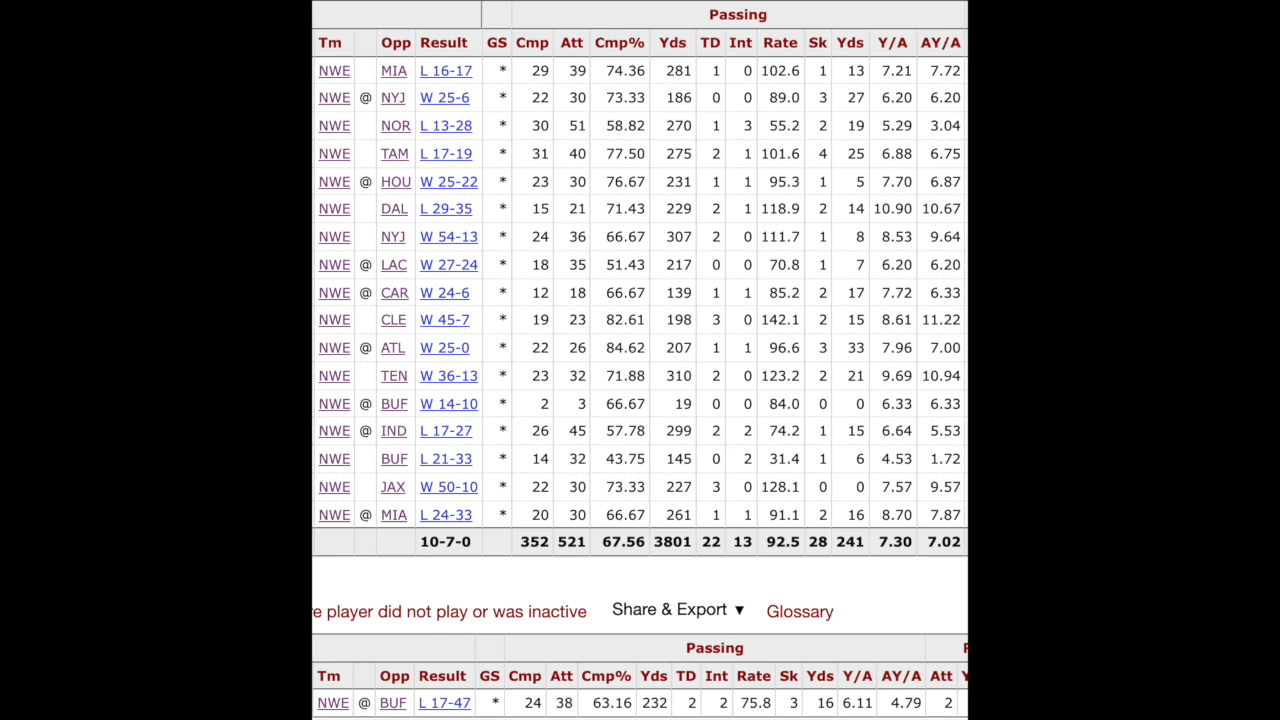 Passing
Tm Opp Result GS Cmp Att Cmp% Yds TD Int Rate Sk Yds Y/A AY/A
NWE MIA L 16-17 * 29 39 74.36 281 1 0 102.6 1 13 7.21 7.72
NWE @ NYJ W 25-6 * 22 30 73.33 186 0 0 89.0 3 27 6.20 6.20
NWE NOR L 13-28 * 30 51 58.82 270 1 3 55.2 2 19 5.29 3.04
NWE TAM L 17-19 * 31 40 77.50 275 2 1 101.6 4 25 6.88 6.75
NWE @ HOU W 25-22 * 23 30 76.67 231 1 1 95.3 1 5 7.70 6.87
NWE DAL L 29-35 * 15 21 71.43 229 2 1 118.9 2 14 10.90 10.67
NWE NYJ W 54-13 * 24 36 66.67 307 2 0 111.7 1 8 8.53 9.64
NWE @ LAC W 27-24 * 18 35 51.43 217 0 0 70.8 1 7 6.20 6.20
NWE @ CAR W 24-6 * 12 18 66.67 139 1 1 85.2 2 17 7.72 6.33
NWE CLE W 45-7 * 19 23 82.61 198 3 0 142.1 2 15 8.61 11.22
NWE @ ATL W 25-0 * 22 26 84.62 207 1 1 96.6 3 33 7.96 7.00
NWE TEN W 36-13 * 23 32 71.88 310 2 0 123.2 2 21 9.69 10.94
NWE @ BUF W 14-10 * 2 3 66.67 19 0 0 84.0 0 0 6.33 6.33
NWE @ IND L 17-27 * 26 45 57.78 299 2 2 74.2 1 15 6.64 5.53
NWE BUF L 21-33 * 14 32 43.75 145 0 2 31.4 1 6 4.53 1.72
NWE JAX W 50-10 * 22 30 73.33 227 3 0 128.1 0 0 7.57 9.57
NWE @ MIA L 24-33 * 20 30 66.67 261 1 1 91.1 2 16 8.70 7.87
10-7-0 352 521 67.56 3801 22 13 92.5 28 241 7.30 7.02
e player did not play or was inactive Share & Export ▼ Glossary
Passing
Tm Opp Result GS Cmp Att Cmp% Yds TD Int Rate Sk Yds Y/A AY/A Att
NWE @ BUF L 17-47 * 24 38 63.16 232 2 2 75.8 3 16 6.11 4.79 2